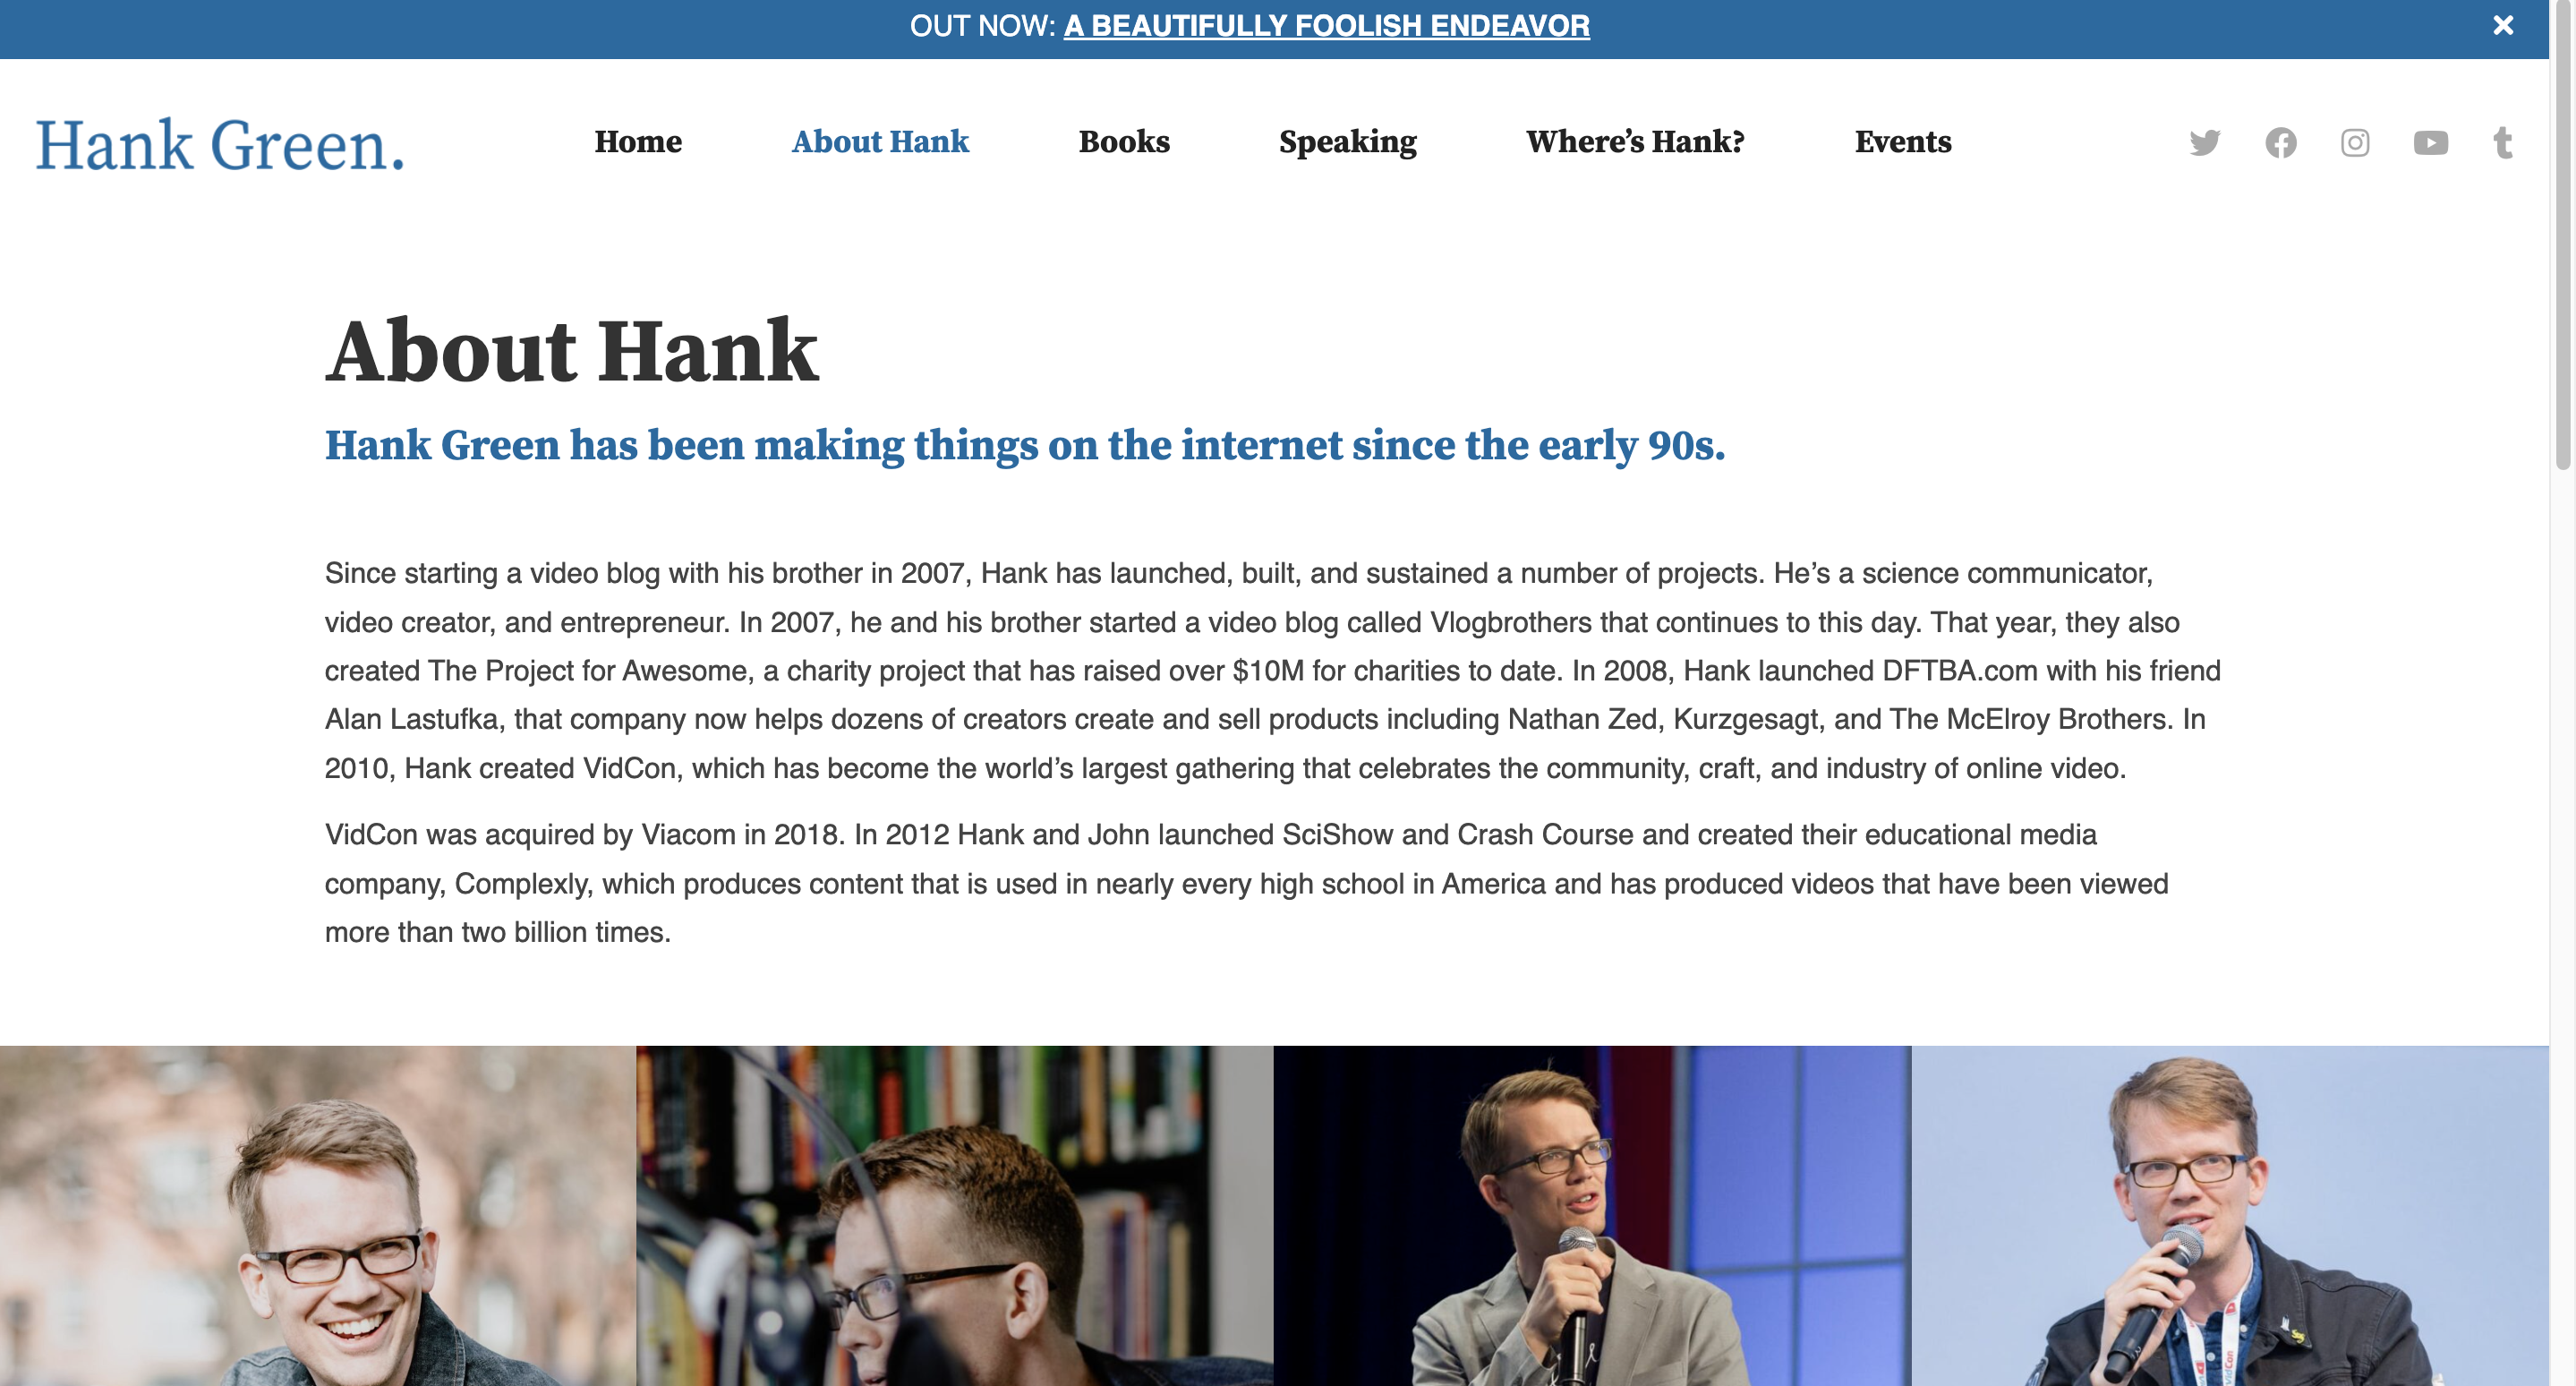 OUT NOW: A BEAUTIFULLY FOOLISH ENDEAVOR
Hank Green.
Home
About Hank
Books
Speaking
Where’s Hank?
Events
About Hank
Hank Green has been making things on the internet since the early 90s.
Since starting a video blog with his brother in 2007, Hank has launched, built, and sustained a number of projects. He’s a science communicator,
video creator, and entrepreneur. In 2007, he and his brother started a video blog called Vlogbrothers that continues to this day. That year, they also
created The Project for Awesome, a charity project that has raised over $10M for charities to date. In 2008, Hank launched DFTBA.com with his friend
Alan Lastufka, that company now helps dozens of creators create and sell products including Nathan Zed, Kurzgesagt, and The McElroy Brothers. In
2010, Hank created VidCon, which has become the world’s largest gathering that celebrates the community, craft, and industry of online video.
VidCon was acquired by Viacom in 2018. In 2012 Hank and John launched SciShow and Crash Course and created their educational media
company, Complexly, which produces content that is used in nearly every high school in America and has produced videos that have been viewed
more than two billion times.
VidCon